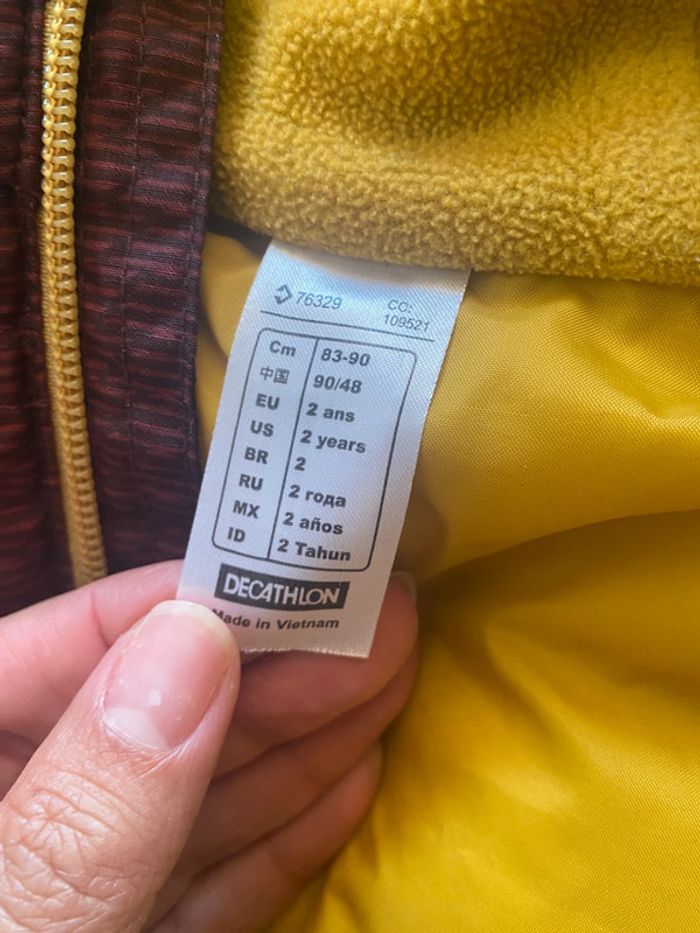 76329 CC:
109521
Cm 83-90
中国 90/48
EU 2 ans
US 2 years
BR 2
RU 2 года
MX 2 años
ID 2 Tahun
DECATHLON
Made in Vietnam